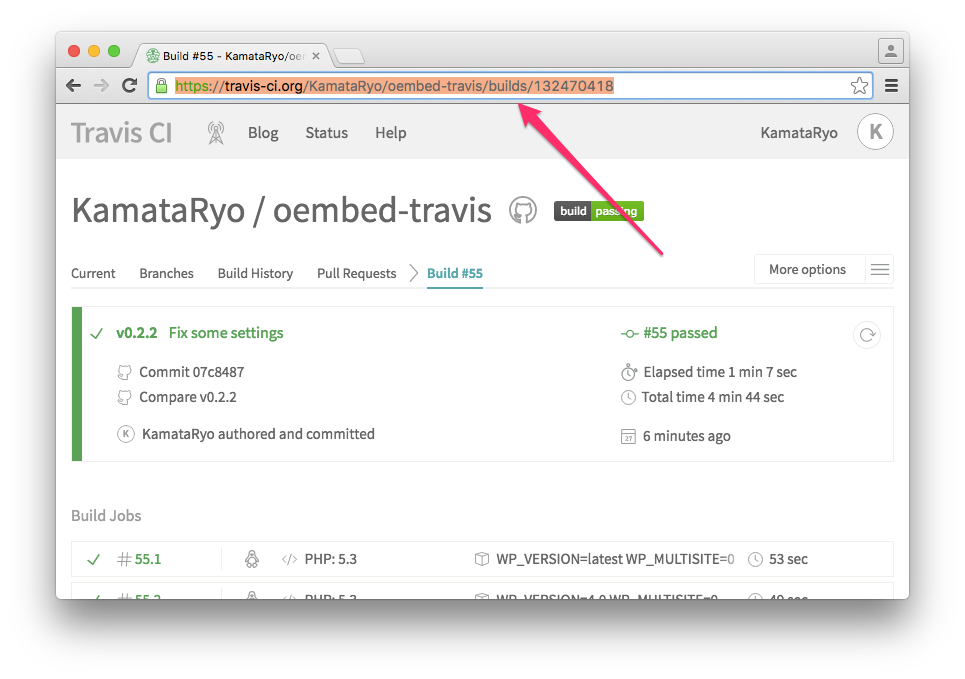 Build #55 - KamataRyo/oem
https://travis-ci.org/KamataRyo/oembed-travis/builds/132470418
Travis CI Blog Status Help KamataRyo K
KamataRyo / oembed-travis build passing
Current Branches Build History Pull Requests Build #55 More options
v0.2.2 Fix some settings #55 passed
Commit 07c8487 Elapsed time 1 min 7 sec
Compare v0.2.2 Total time 4 min 44 sec
K KamataRyo authored and committed 27 6 minutes ago
Build Jobs
# 55.1 </> PHP: 5.3 WP_VERSION=latest WP_MULTISITE=0 53 sec
# 55.2 </> PHP: 5.3 WP_VERSION=4.0 WP_MULTISITE=0 49 sec